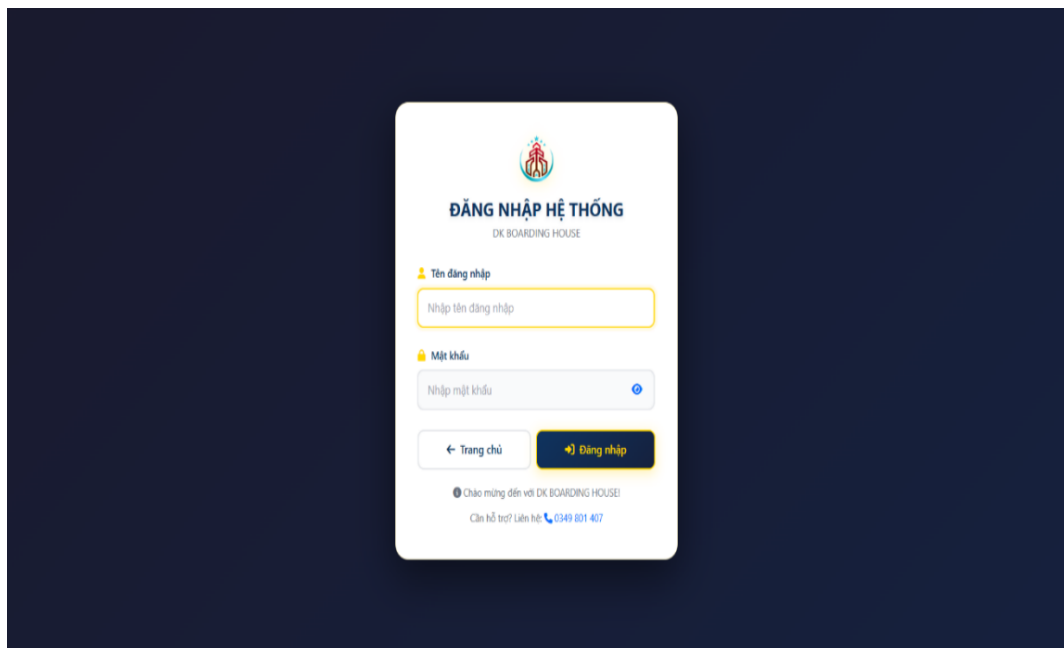 ĐĂNG NHẬP HỆ THỐNG
DK BOARDING HOUSE
Tên đăng nhập
Nhập tên đăng nhập
Mật khẩu
Nhập mật khẩu
Trang chủ
Đăng nhập
Chào mừng đến với DK BOARDING HOUSE!
Cần hỗ trợ? Liên hệ: 0349 801 407